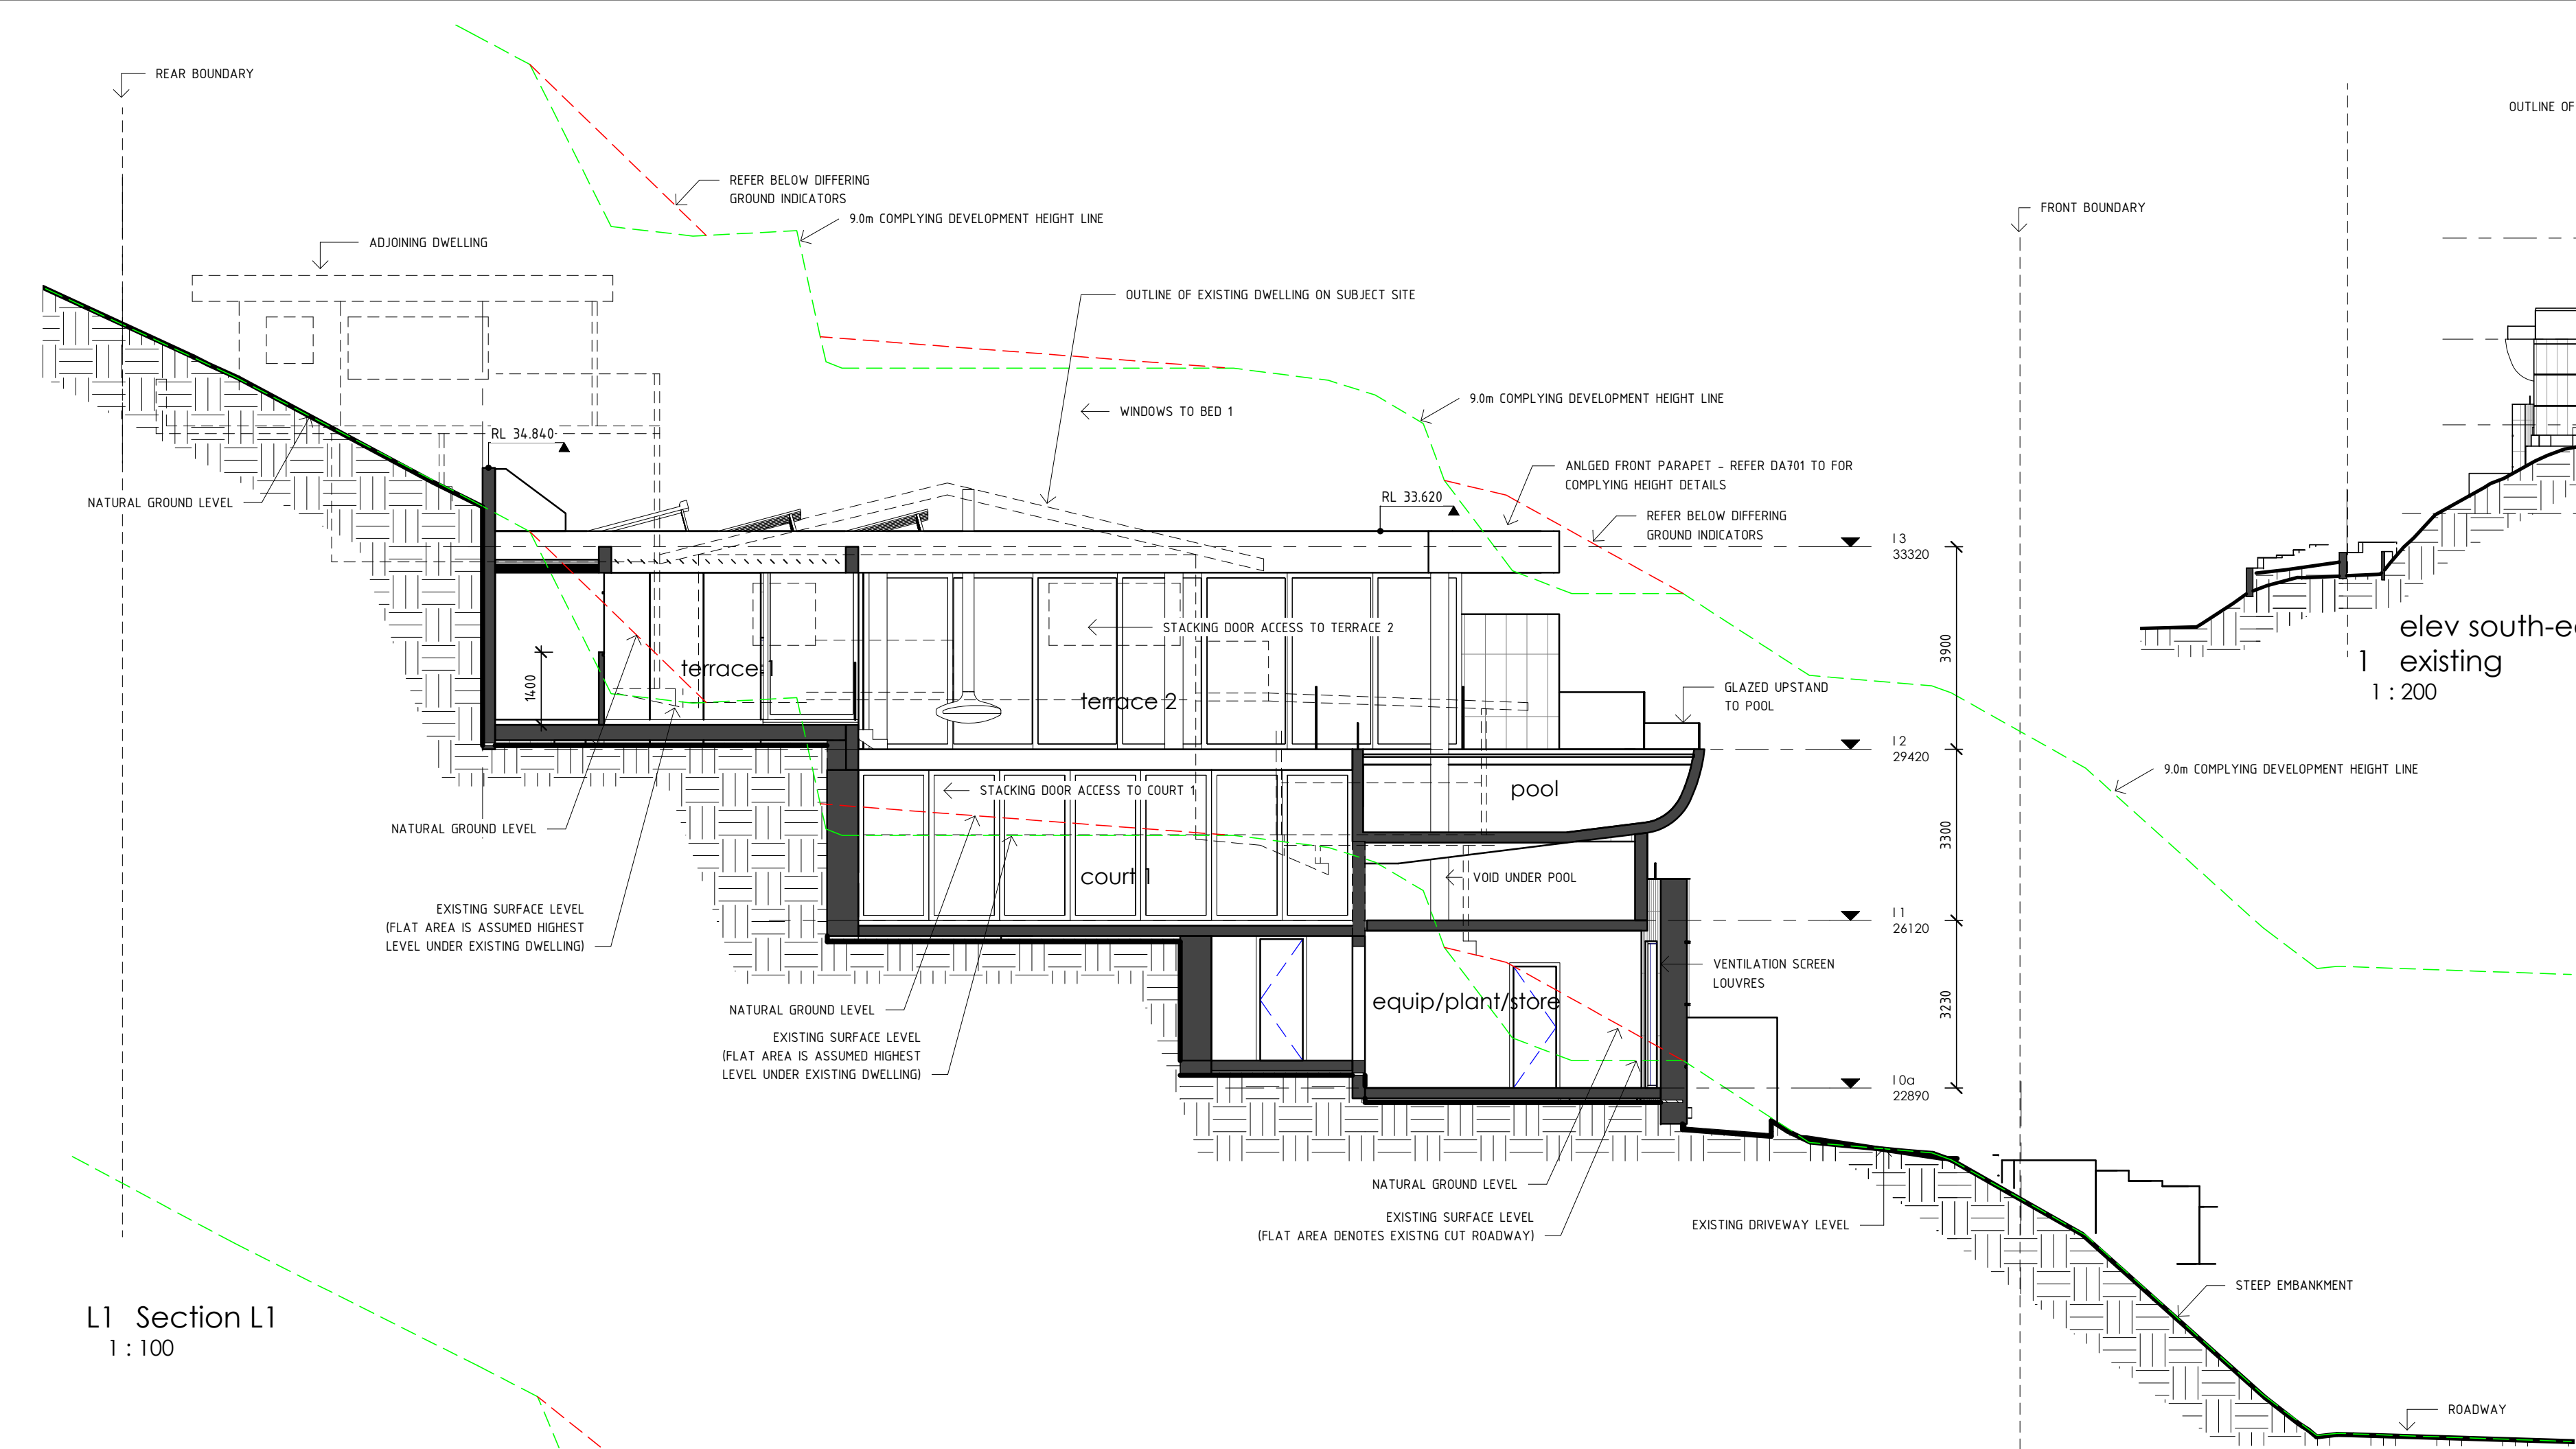 REAR BOUNDARY
OUTLINE OF
REFER BELOW DIFFERING
GROUND INDICATORS
9.0m COMPLYING DEVELOPMENT HEIGHT LINE
FRONT BOUNDARY
ADJOINING DWELLING
OUTLINE OF EXISTING DWELLING ON SUBJECT SITE
WINDOWS TO BED 1
9.0m COMPLYING DEVELOPMENT HEIGHT LINE
RL 34.840
ANLGED FRONT PARAPET - REFER DA701 TO FOR
COMPLYING HEIGHT DETAILS
NATURAL GROUND LEVEL
RL 33.620
REFER BELOW DIFFERING
GROUND INDICATORS
l 3
33320
STACKING DOOR ACCESS TO TERRACE 2
elev south-e
1 existing
1 : 200
3900
terrace 1
1400
terrace 2
GLAZED UPSTAND
TO POOL
l 2
29420
9.0m COMPLYING DEVELOPMENT HEIGHT LINE
STACKING DOOR ACCESS TO COURT 1
pool
NATURAL GROUND LEVEL
3300
court 1
VOID UNDER POOL
EXISTING SURFACE LEVEL
(FLAT AREA IS ASSUMED HIGHEST
LEVEL UNDER EXISTING DWELLING)
l 1
26120
VENTILATION SCREEN
LOUVRES
equip/plant/store
3230
NATURAL GROUND LEVEL
EXISTING SURFACE LEVEL
(FLAT AREA IS ASSUMED HIGHEST
LEVEL UNDER EXISTING DWELLING)
l 0a
22890
NATURAL GROUND LEVEL
EXISTING SURFACE LEVEL
(FLAT AREA DENOTES EXISTNG CUT ROADWAY)
EXISTING DRIVEWAY LEVEL
STEEP EMBANKMENT
L1 Section L1
1 : 100
ROADWAY